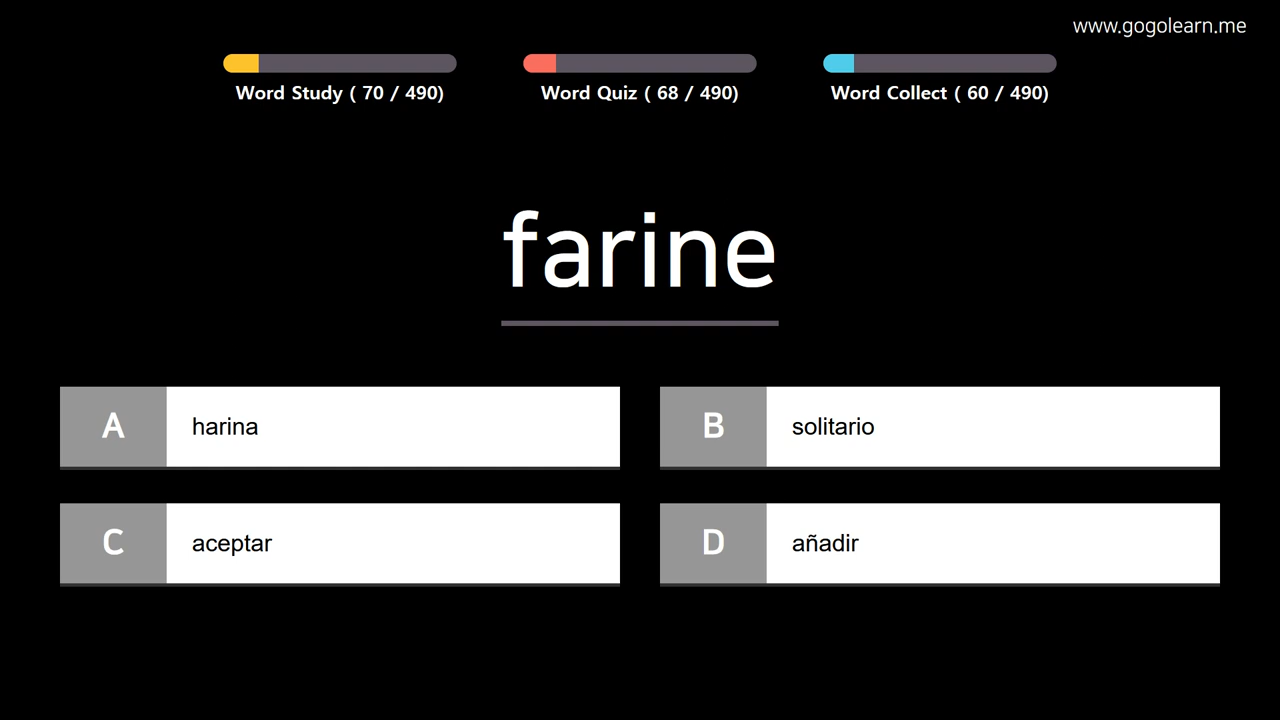 www.gogolearn.me
Word Study ( 70 / 490)
Word Quiz ( 68 / 490)
Word Collect ( 60 / 490)
farine
A harina
B solitario
C aceptar
D añadir